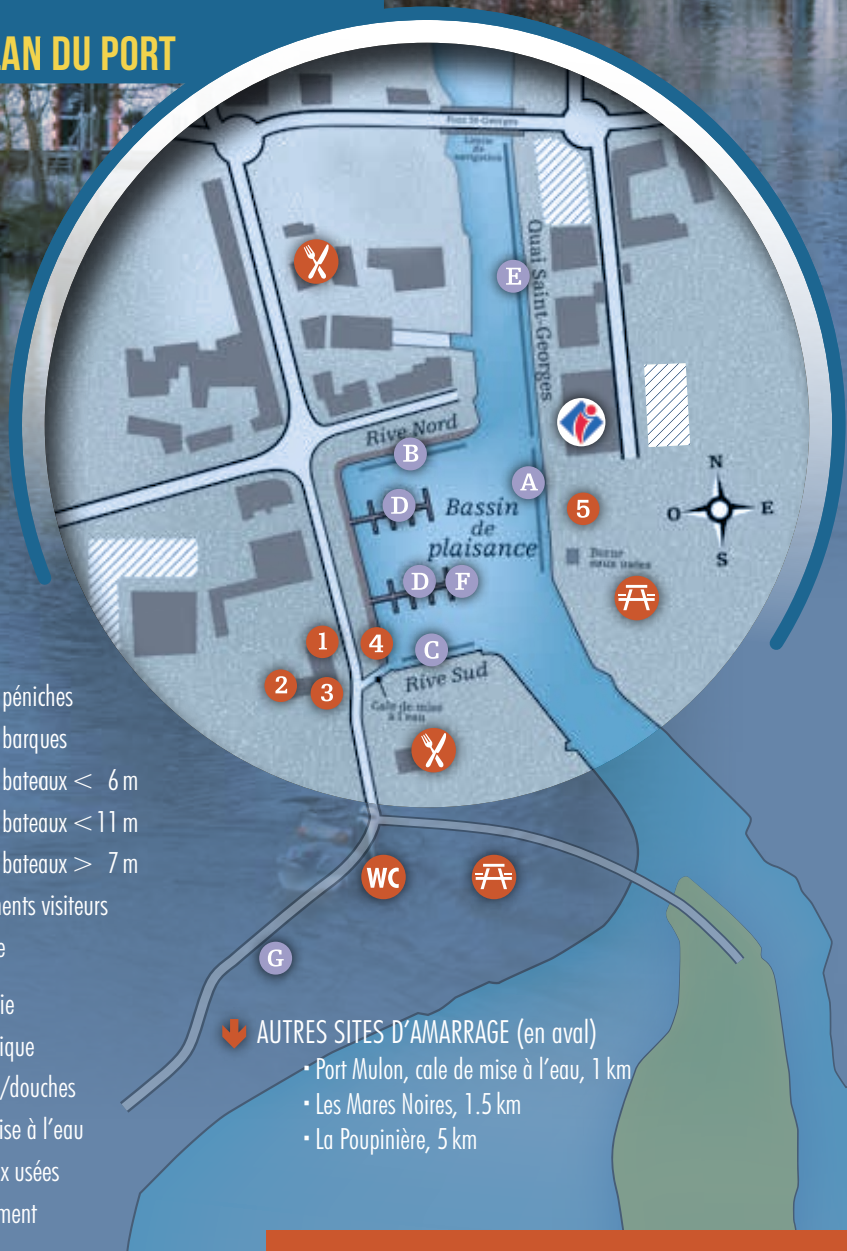 LAN DU PORT
Pont St-Georges
Écluse
de
navigation
E
Quai Saint-Georges
Rive Nord
B
A
D
Bassin
de
plaisance
5
N
O
E
S
Borne
eaux usées
D
F
1
4
C
2
3
Rive Sud
Cale de mise
à l'eau
péniches
barques
bateaux < 6 m
bateaux < 11 m
bateaux > 7 m
ments visiteurs
e
ie
ique
/douches
ise à l'eau
x usées
ment
WC
G
AUTRES SITES D'AMARRAGE (en aval)
• Port Mulon, cale de mise à l'eau, 1 km
• Les Mares Noires, 1.5 km
• La Poupinière, 5 km